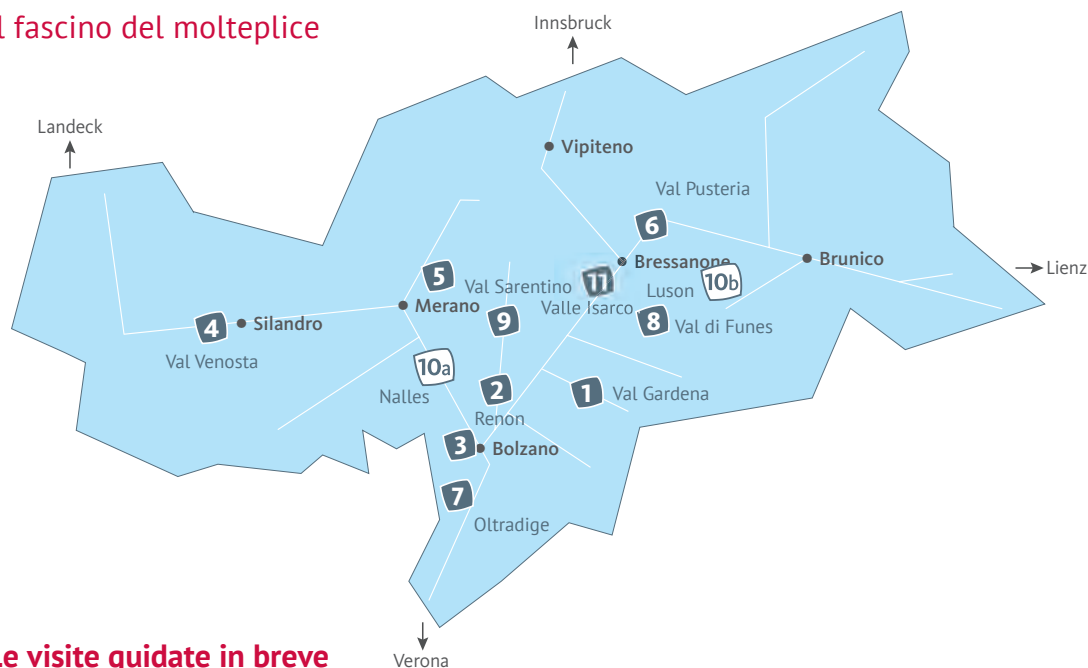 l fascino del molteplice
Innsbruck
Landeck
Vipiteno
Val Pusteria
6
Bressanone
Brunico
Lienz
5
Val Sarentino
11
Luson
10b
Merano
Valle Isarco
4
Silandro
9
8
Val di Funes
Val Venosta
10a
Nalles
2
1
Val Gardena
Renon
3
Bolzano
7
Oltradige
Verona
Le visite guidate in breve